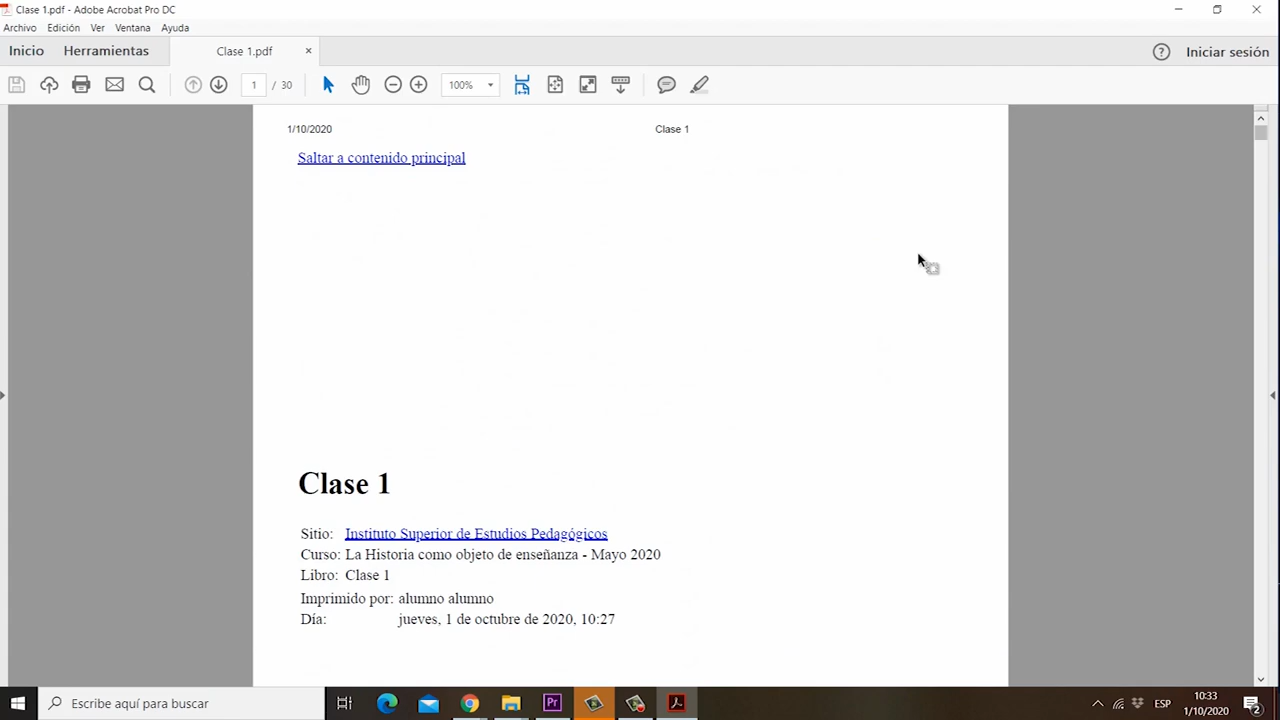 Clase 1.pdf - Adobe Acrobat Pro DC
Archivo Edición Ver Ventana Ayuda
Inicio Herramientas Clase 1.pdf × ? Iniciar sesión
1 / 30 100%
1/10/2020 Clase 1
Saltar a contenido principal
Clase 1
Sitio: Instituto Superior de Estudios Pedagógicos
Curso: La Historia como objeto de enseñanza - Mayo 2020
Libro: Clase 1
Imprimido por: alumno alumno
Día: jueves, 1 de octubre de 2020, 10:27
Escribe aquí para buscar Pr ESP 10:33
1/10/2020 2